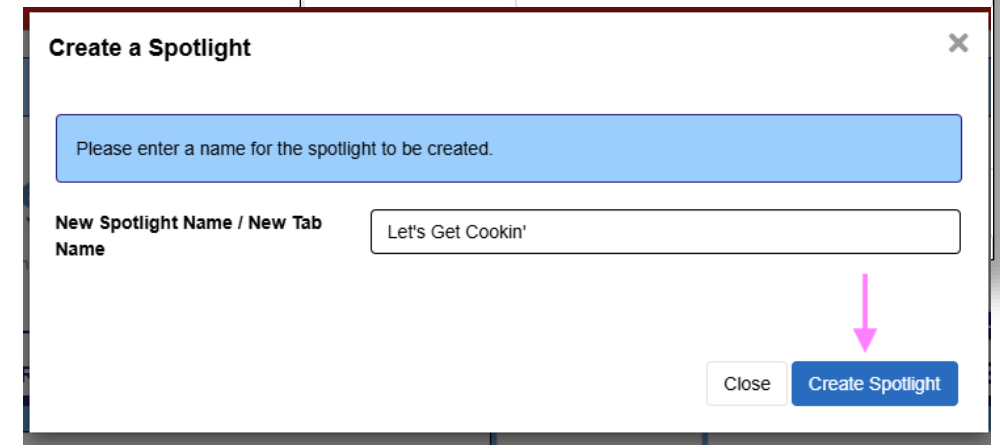 Create a Spotlight
Please enter a name for the spotlight to be created.
New Spotlight Name / New Tab
Name
Let's Get Cookin'
Close
Create Spotlight